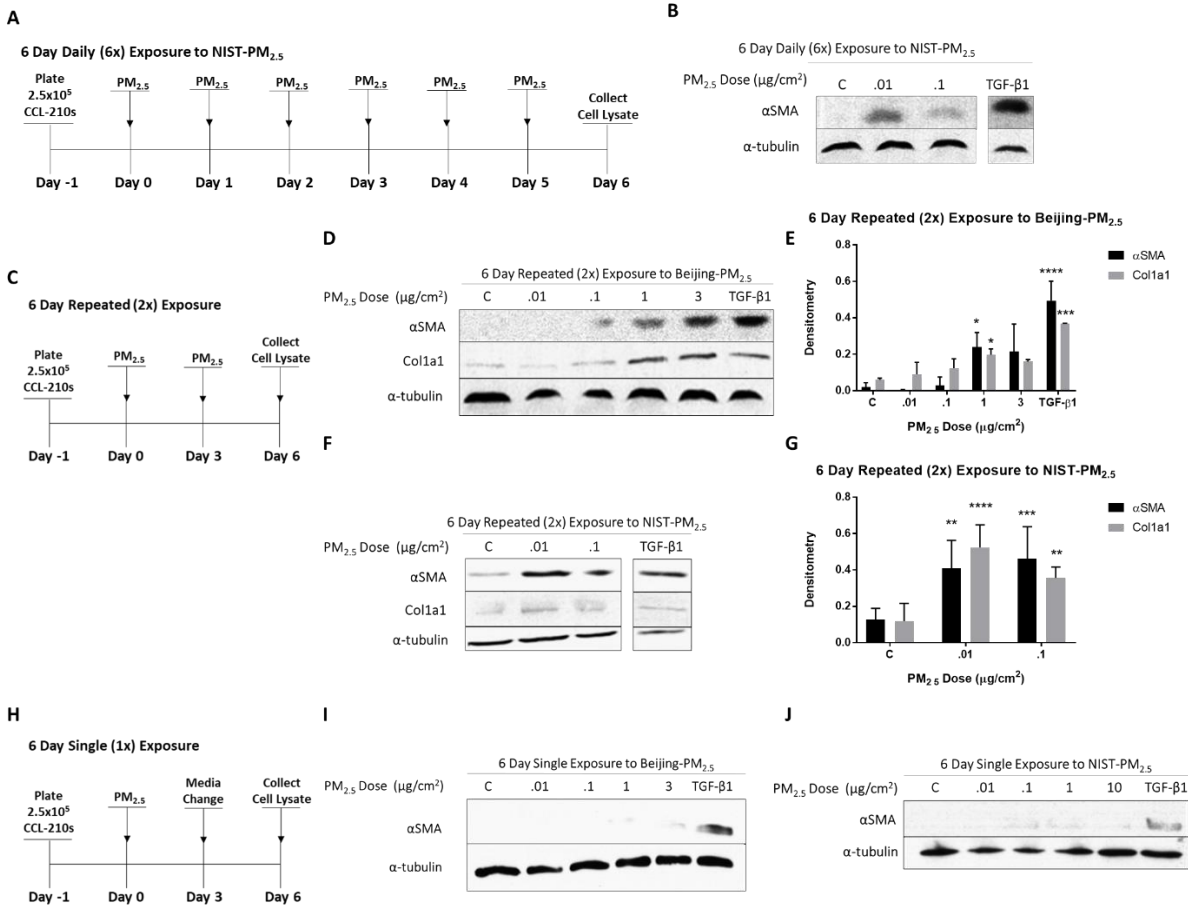 A
6 Day Daily (6x) Exposure to NIST-PM2.5
Plate
2.5x10⁵
CCL-210s
PM2.5 PM2.5 PM2.5 PM2.5 PM2.5 PM2.5
Collect
Cell Lysate
Day -1 Day 0 Day 1 Day 2 Day 3 Day 4 Day 5 Day 6
B
6 Day Daily (6x) Exposure to NIST-PM2.5
PM2.5 Dose (µg/cm²) C .01 .1 TGF-β1
αSMA
α-tubulin
C
6 Day Repeated (2x) Exposure
Plate
2.5x10⁵
CCL-210s
PM2.5 PM2.5
Collect
Cell Lysate
Day -1 Day 0 Day 3 Day 6
D
6 Day Repeated (2x) Exposure to Beijing-PM2.5
PM2.5 Dose (µg/cm²) C .01 .1 1 3 TGF-β1
αSMA
Col1a1
α-tubulin
E
6 Day Repeated (2x) Exposure to Beijing-PM2.5
Densitometry
0.8
0.6
0.4
0.2
0.0
* * **** ***
αSMA
Col1a1
C .01 .1 1 3 TGF-β1
PM2 5 Dose (µg/cm²)
F
6 Day Repeated (2x) Exposure to NIST-PM2.5
PM2.5 Dose (µg/cm²) C .01 .1 TGF-β1
αSMA
Col1a1
α-tubulin
G
6 Day Repeated (2x) Exposure to NIST-PM2.5
Densitometry
0.8
0.6
0.4
0.2
0.0
** **** *** **
αSMA
Col1a1
C .01 .1
PM2 5 Dose (µg/cm²)
H
6 Day Single (1x) Exposure
Plate
2.5x10⁵
CCL-210s
PM2.5
Media
Change
Collect
Cell Lysate
Day -1 Day 0 Day 3 Day 6
I
6 Day Single Exposure to Beijing-PM2.5
PM2.5 Dose (µg/cm²) C .01 .1 1 3 TGF-β1
αSMA
α-tubulin
J
6 Day Single Exposure to NIST-PM2.5
PM2.5 Dose (µg/cm²) C .01 .1 1 10 TGF-β1
αSMA
α-tubulin